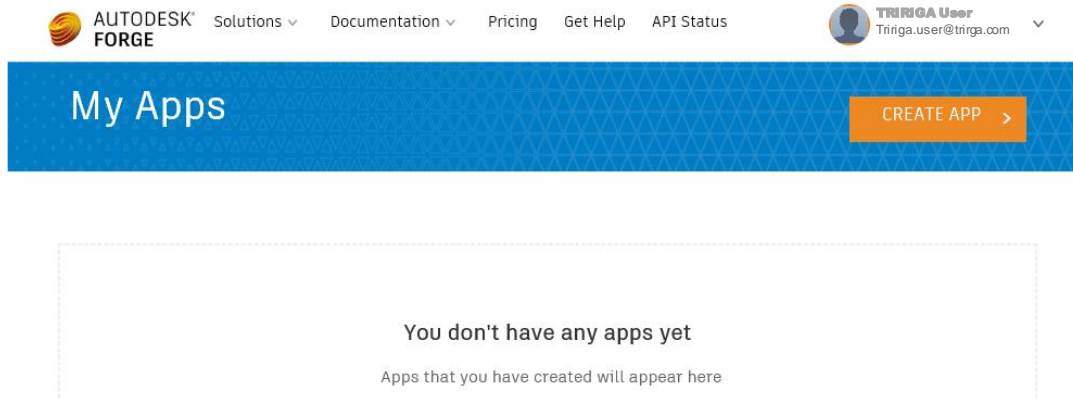 AUTODESK® FORGE
Solutions
Documentation
Pricing
Get Help
API Status
TRIRIGA User
Tririga.user@trirga.com
My Apps
CREATE APP
You don't have any apps yet
Apps that you have created will appear here